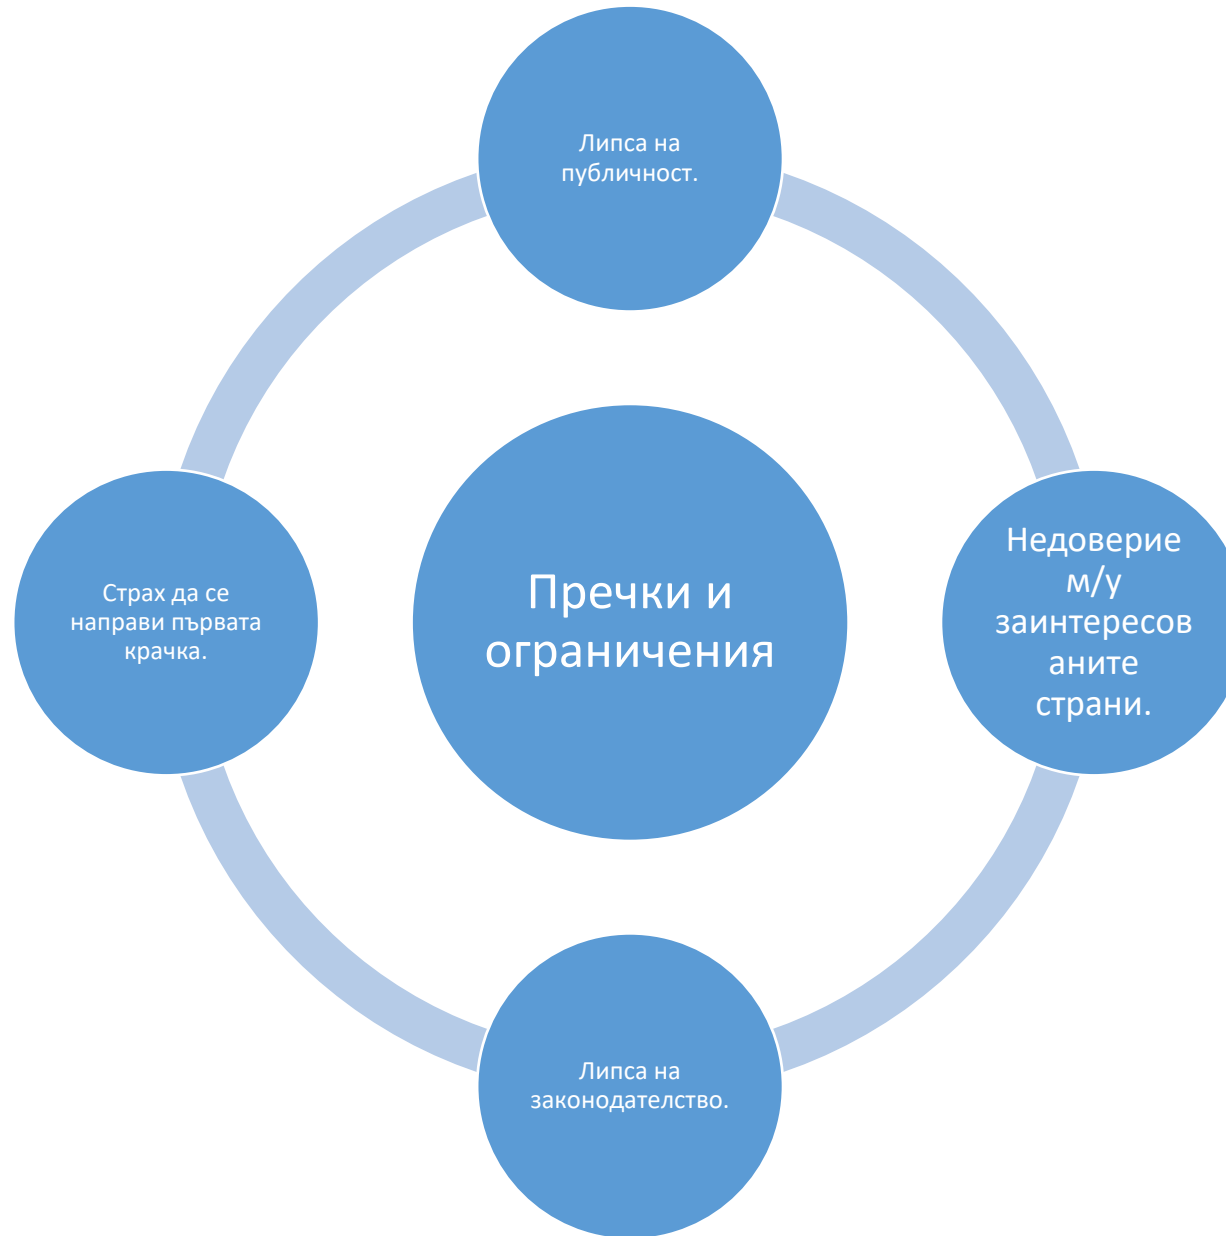 Липса на
публичност.
Недоверие
м/у
заинтересов
аните
страни.
Пречки и
ограничения
Страх да се
направи първата
крачка.
Липса на
законодателство.